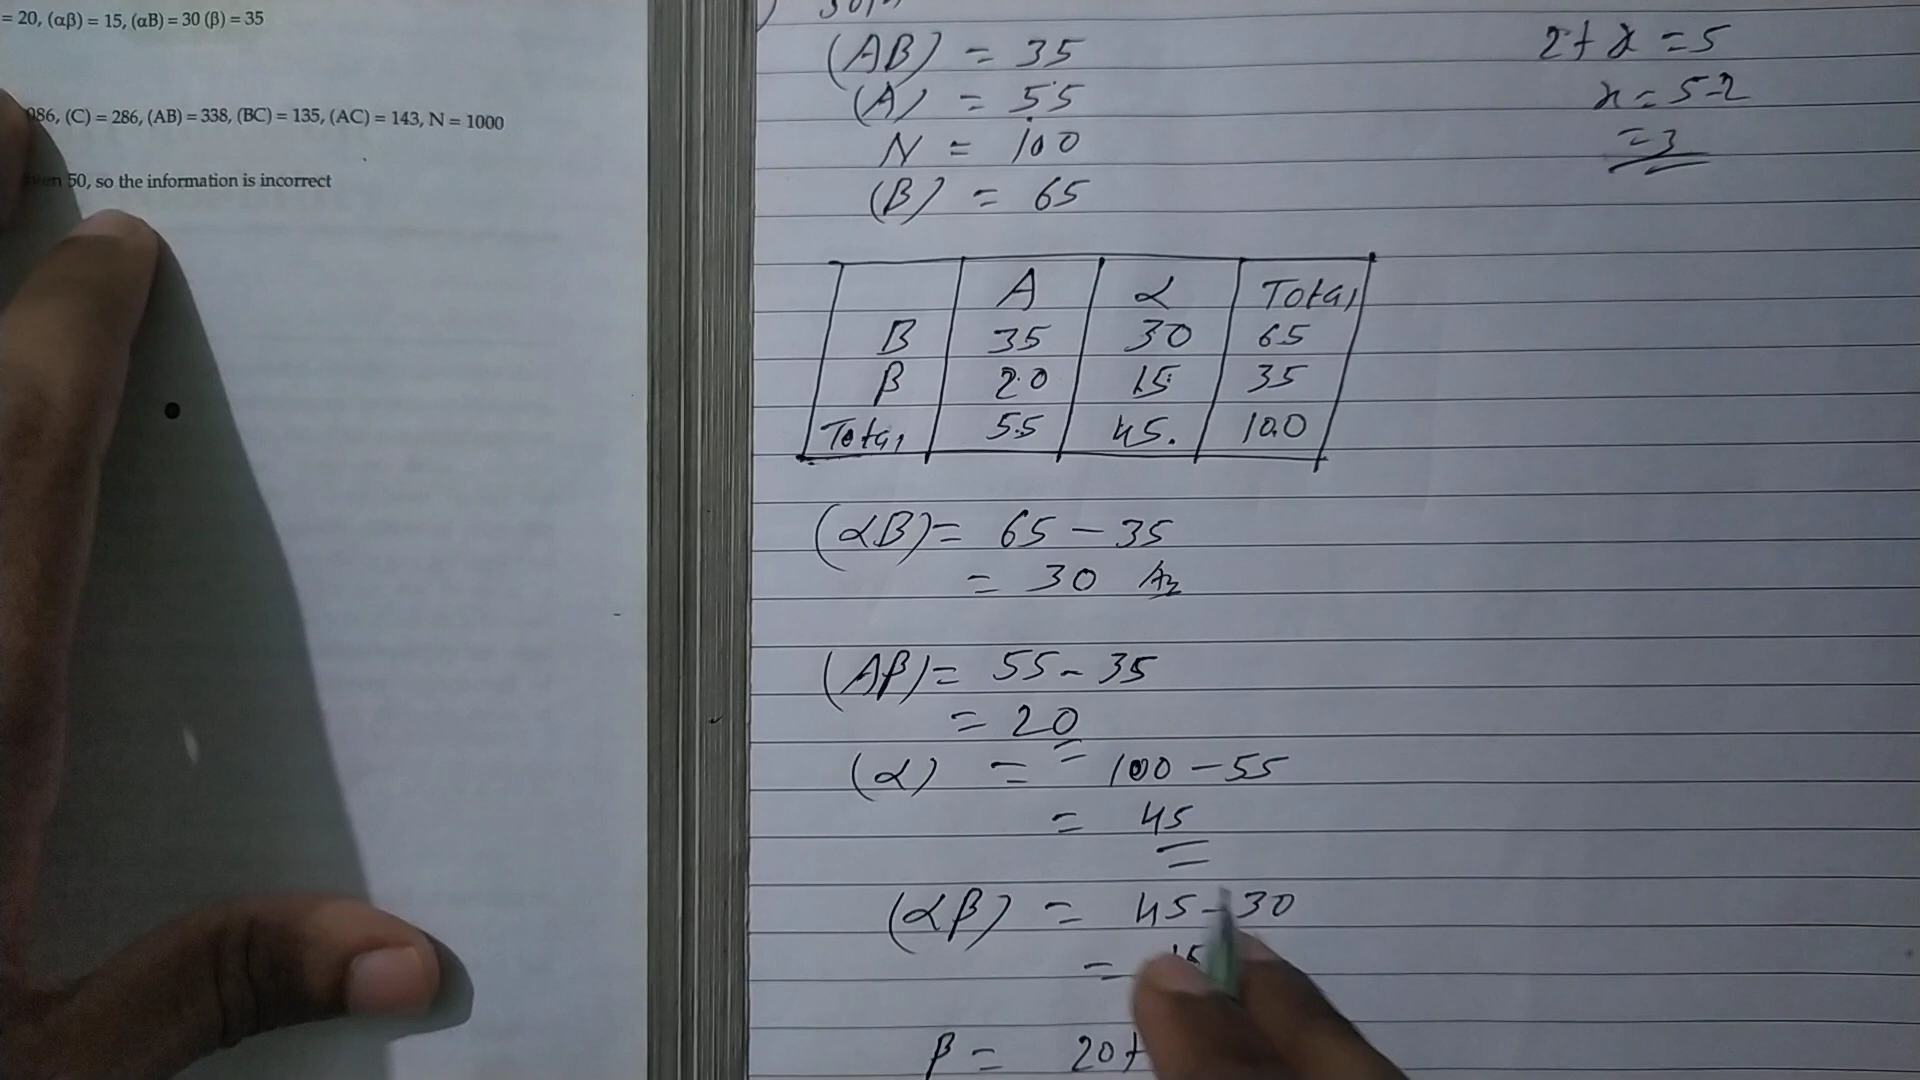 = 20, (αβ) = 15, (αB) = 30 (β) = 35
086, (C) = 286, (AB) = 338, (BC) = 135, (AC) = 143, N = 1000
50, so the information is incorrect
(AB) = 35
(A) = 55
N = 100
(B) = 65
2 + x = 5
x = 5-2
= 3
A α Total
B 35 30 65
β 20 15 35
Total 55 45 100
(αB) = 65 - 35
= 30
(Aβ) = 55 - 35
= 20
(α) = 100 - 55
= 45
(αβ) = 45 - 30
= 15
β = 20+